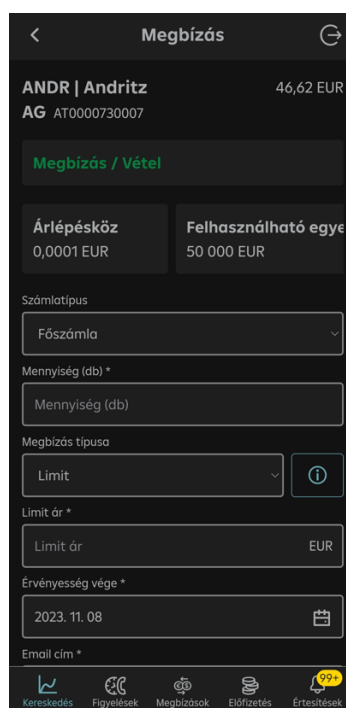 Megbízás
ANDR | Andritz 46,62 EUR
AG AT0000730007
Megbízás / Vétel
Árlépésköz Felhasználható egye
0,0001 EUR 50 000 EUR
Számlatípus
Főszámla
Mennyiség (db) *
Mennyiség (db)
Megbízás típusa
Limit
Limit ár *
Limit ár EUR
Érvényesség vége *
2023. 11. 08
Email cím *
99+
Kereskedés Figyelések Megbízások Előfizetés Értesítések